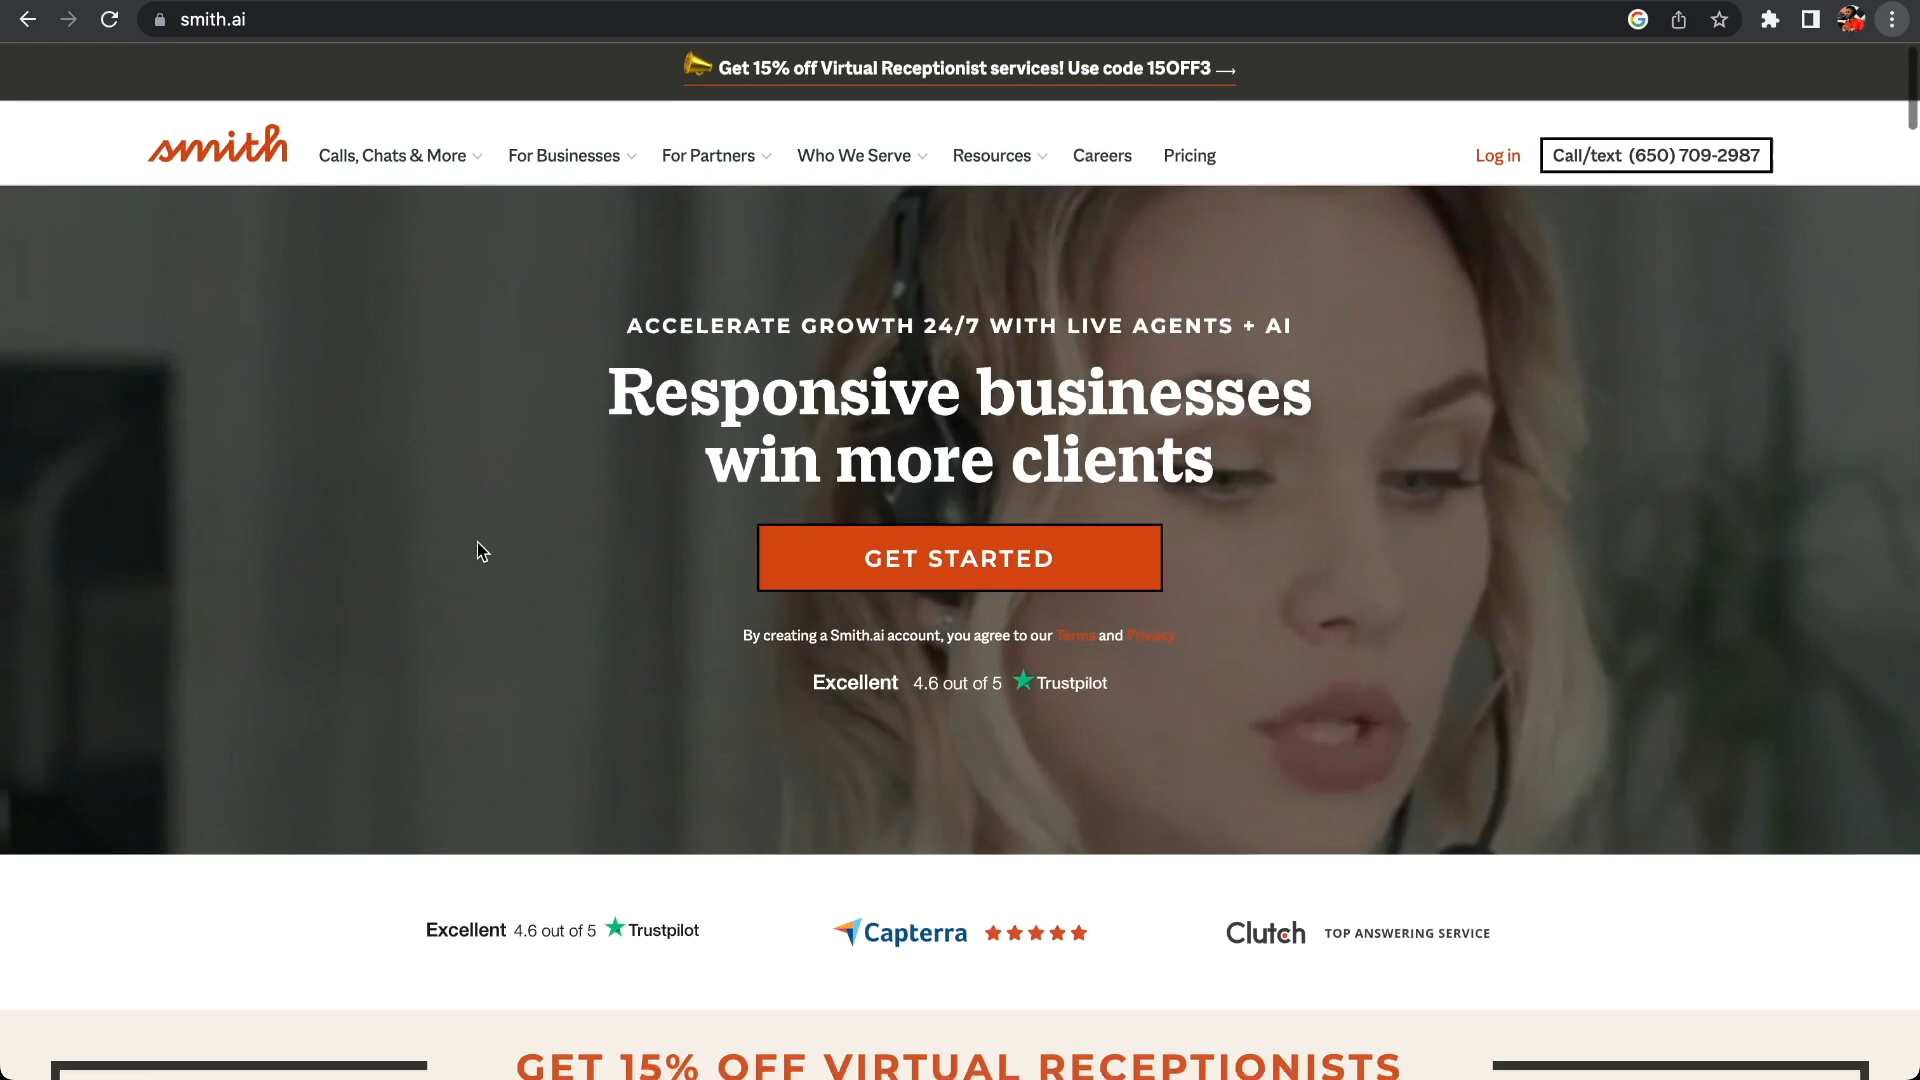 smith.ai
Get 15% off Virtual Receptionist services! Use code 15OFF3 →
smith
Calls, Chats & More
For Businesses
For Partners
Who We Serve
Resources
Careers
Pricing
Log in
Call/text (650) 709-2987
ACCELERATE GROWTH 24/7 WITH LIVE AGENTS + AI
Responsive businesses
win more clients
GET STARTED
By creating a Smith.ai account, you agree to our Terms and Privacy
Excellent 4.6 out of 5 Trustpilot
Excellent 4.6 out of 5 Trustpilot
Capterra
Clutch TOP ANSWERING SERVICE
GET 15% OFF VIRTUAL RECEPTIONISTS